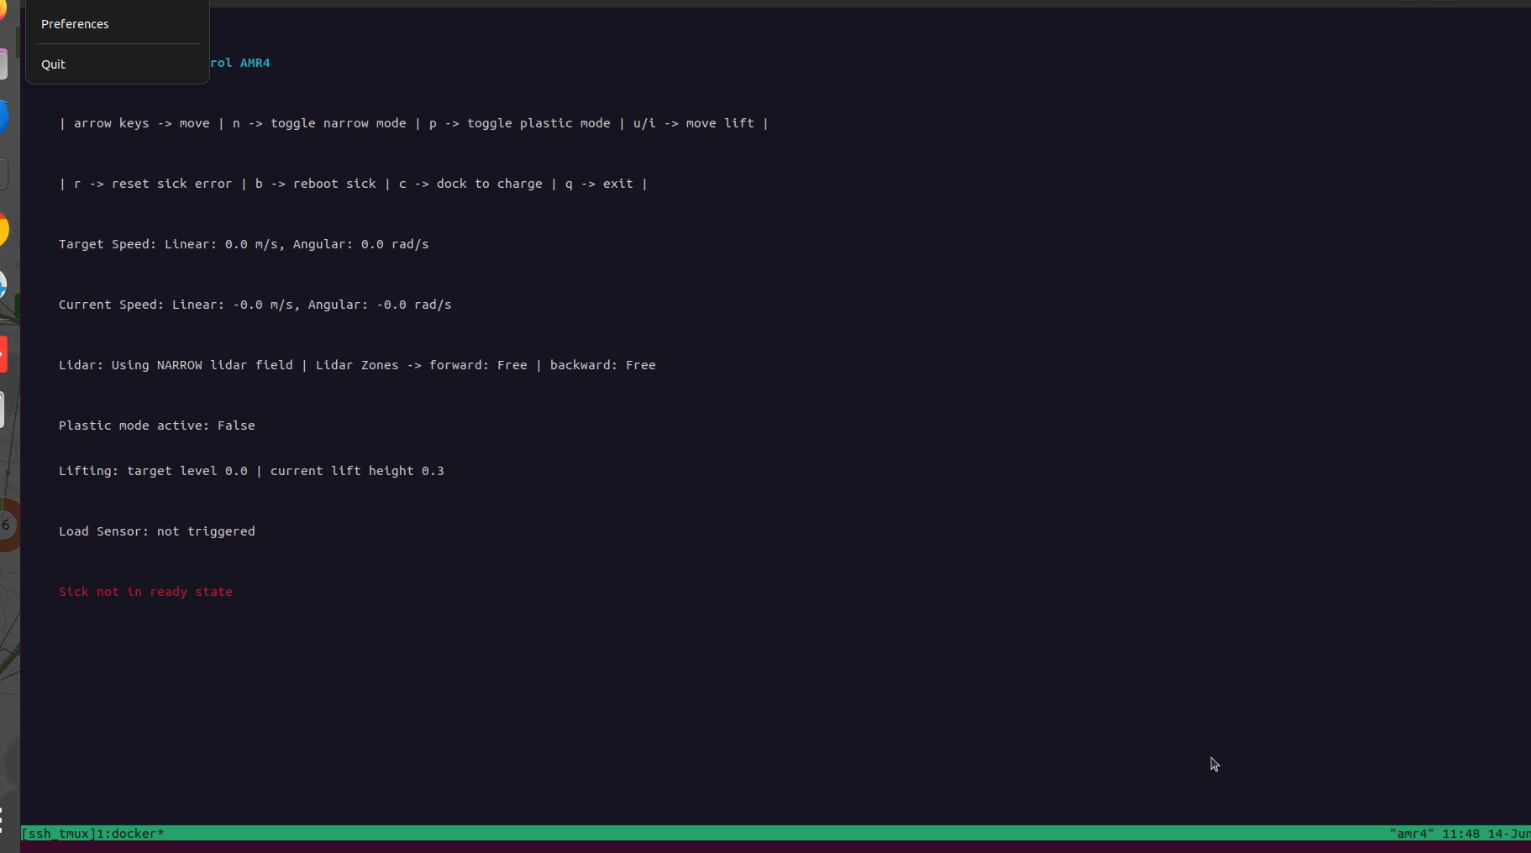 Preferences
Quit
rol AMR4
| arrow keys -> move | n -> toggle narrow mode | p -> toggle plastic mode | u/i -> move lift |
| r -> reset sick error | b -> reboot sick | c -> dock to charge | q -> exit |
Target Speed: Linear: 0.0 m/s, Angular: 0.0 rad/s
Current Speed: Linear: -0.0 m/s, Angular: -0.0 rad/s
Lidar: Using NARROW lidar field | Lidar Zones -> forward: Free | backward: Free
Plastic mode active: False
Lifting: target level 0.0 | current lift height 0.3
6
Load Sensor: not triggered
Sick not in ready state
[ssh_tmux]1:docker* "amr4" 11:48 14-Jun